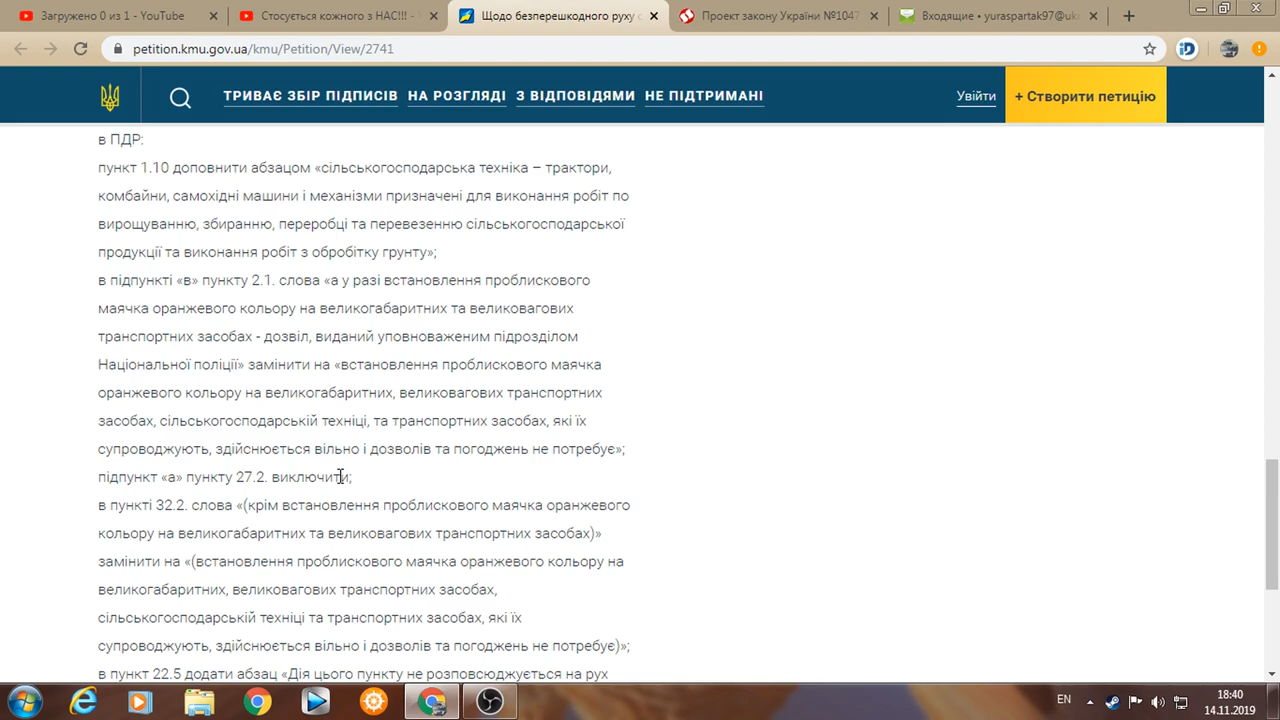 Загружено 0 из 1 - YouTube
Стосується кожного з НАС!!! -
Щодо безперешкодного руху с
Проект закону України №1047
Входящие • yuraspartak97@uk
petition.kmu.gov.ua/kmu/Petition/View/2741
ТРИВАЄ ЗБІР ПІДПИСІВ НА РОЗГЛЯДІ З ВІДПОВІДЯМИ НЕ ПІДТРИМАНІ
Увійти
+ Створити петицію
в ПДР:
пункт 1.10 доповнити абзацом «сільськогосподарська техніка – трактори,
комбайни, самохідні машини і механізми призначені для виконання робіт по
вирощуванню, збиранню, переробці та перевезенню сільськогосподарської
продукції та виконання робіт з обробітку грунту»;
в підпункті «в» пункту 2.1. слова «а у разі встановлення проблискового
маячка оранжевого кольору на великогабаритних та великовагових
транспортних засобах - дозвіл, виданий уповноваженим підрозділом
Національної поліції» замінити на «встановлення проблискового маячка
оранжевого кольору на великогабаритних, великовагових транспортних
засобах, сільськогосподарській техніці, та транспортних засобах, які їх
супроводжують, здійснюється вільно і дозволів та погоджень не потребує»;
підпункт «а» пункту 27.2. виключити;
в пункті 32.2. слова «(крім встановлення проблискового маячка оранжевого
кольору на великогабаритних та великовагових транспортних засобах)»
замінити на «(встановлення проблискового маячка оранжевого кольору на
великогабаритних, великовагових транспортних засобах,
сільськогосподарській техніці та транспортних засобах, які їх
супроводжують, здійснюється вільно і дозволів та погоджень не потребує)»;
в пункт 22.5 додати абзац «Дія цього пункту не розповсюджується на рух
EN
18:40
14.11.2019